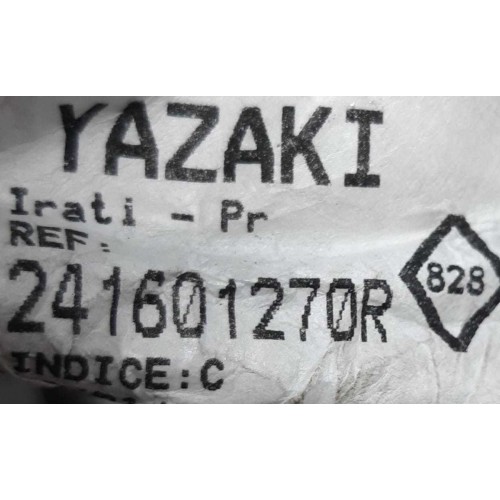 YAZAKI
Irati - Pr
REF.
241601270R
828
INDICE:C